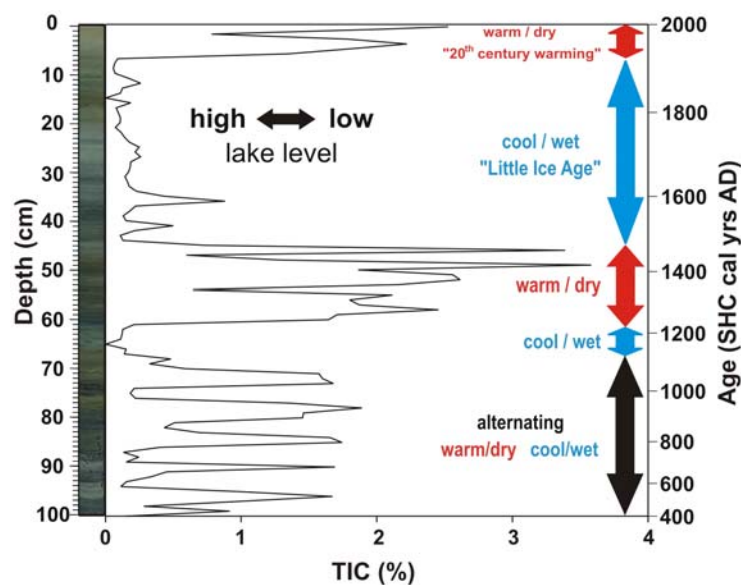 0
10
20
30
40
50
60
70
80
90
100
Depth (cm)
0
1
2
3
4
TIC (%)
2000
1800
1600
1400
1200
1000
800
600
400
Age (SHC cal yrs AD)
high low
lake level
warm / dry
"20th century warming"
cool / wet
"Little Ice Age"
warm / dry
cool / wet
alternating
warm/dry cool/wet